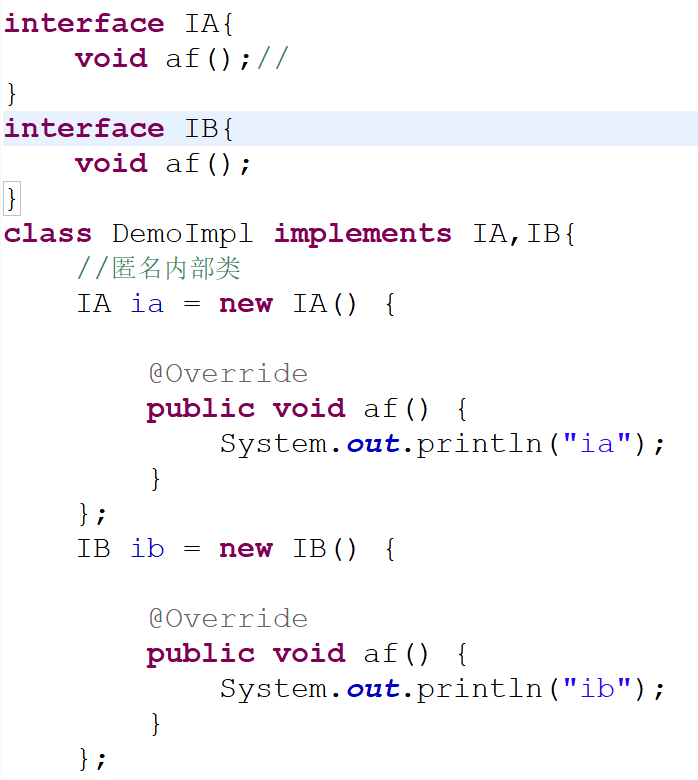 interface IA{
    void af();//
}
interface IB{
    void af();
}
class DemoImpl implements IA,IB{
    //匿名内部类
    IA ia = new IA() {
        @Override
        public void af() {
            System.out.println("ia");
        }
    };
    IB ib = new IB() {
        @Override
        public void af() {
            System.out.println("ib");
        }
    };